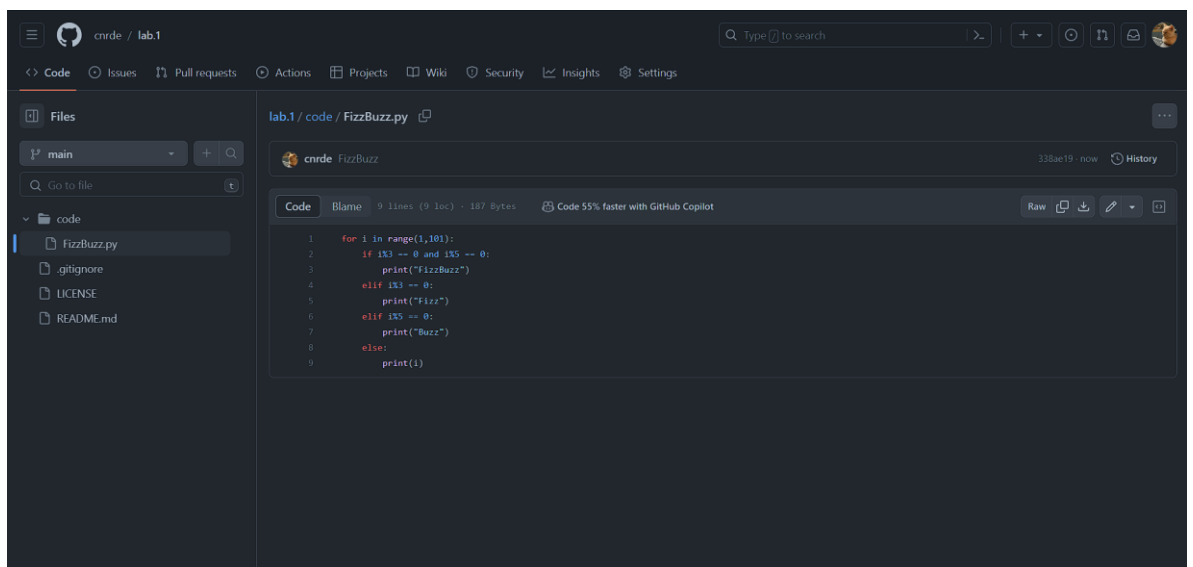 cnrde / lab.1
Type / to search
Code Issues Pull requests Actions Projects Wiki Security Insights Settings
Files
main
Go to file t
code
FizzBuzz.py
.gitignore
LICENSE
README.md
lab.1 / code / FizzBuzz.py
cnrde FizzBuzz 338ae19 · now History
Code Blame 9 lines (9 loc) · 187 Bytes Code 55% faster with GitHub Copilot Raw
1 for i in range(1,101):
2 if i%3 == 0 and i%5 == 0:
3 print("FizzBuzz")
4 elif i%3 == 0:
5 print("Fizz")
6 elif i%5 == 0:
7 print("Buzz")
8 else:
9 print(i)